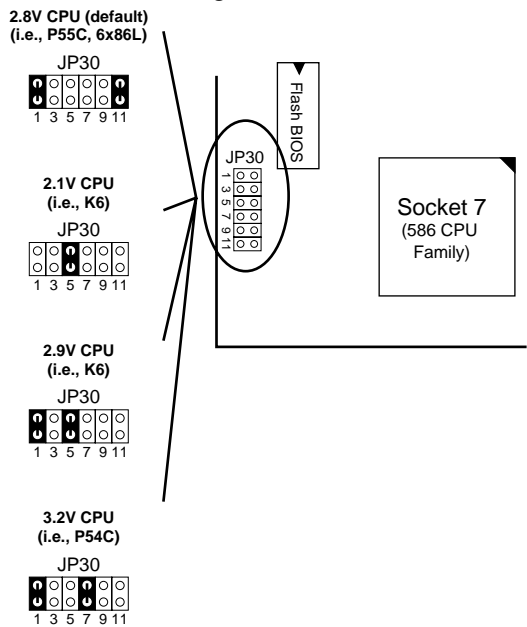 2.8V CPU (default)
(i.e., P55C, 6x86L)
JP30
1 3 5 7 9 11
2.1V CPU
(i.e., K6)
JP30
1 3 5 7 9 11
2.9V CPU
(i.e., K6)
JP30
1 3 5 7 9 11
3.2V CPU
(i.e., P54C)
JP30
1 3 5 7 9 11
Flash BIOS
JP30
1 3 5 7 9 11
Socket 7
(586 CPU
Family)